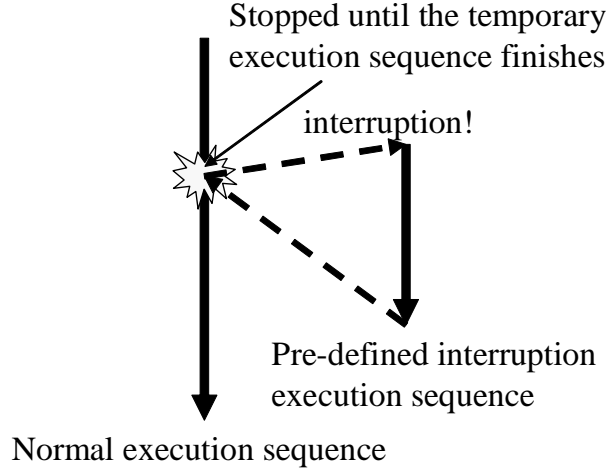 Stopped until the temporary
execution sequence finishes
interruption!
Pre-defined interruption
execution sequence
Normal execution sequence